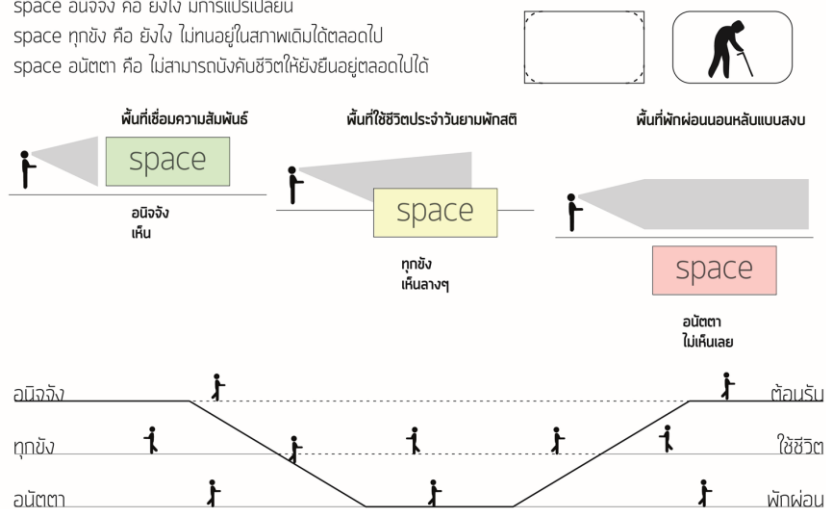 space อนิจจัง คือ ยังไง มีการแปรเปลี่ยน
space ทุกขัง คือ ยังไง ไม่ทนอยู่ในสภาพเดิมได้ตลอดไป
space อนัตตา คือ ไม่สามารถบังคับชีวิตให้ยั่งยืนอยู่ตลอดไปได้
พื้นที่เชื่อมความสัมพันธ์
space
อนิจจัง
เห็น
พื้นที่ใช้ชีวิตประจำวันยามพักสติ
space
ทุกขัง
เห็นลางๆ
พื้นที่พักผ่อนนอนหลับแบบสงบ
space
อนัตตา
ไม่เห็นเลย
อนิจจัง ต้อนรับ
ทุกขัง ใช้ชีวิต
อนัตตา พักผ่อน